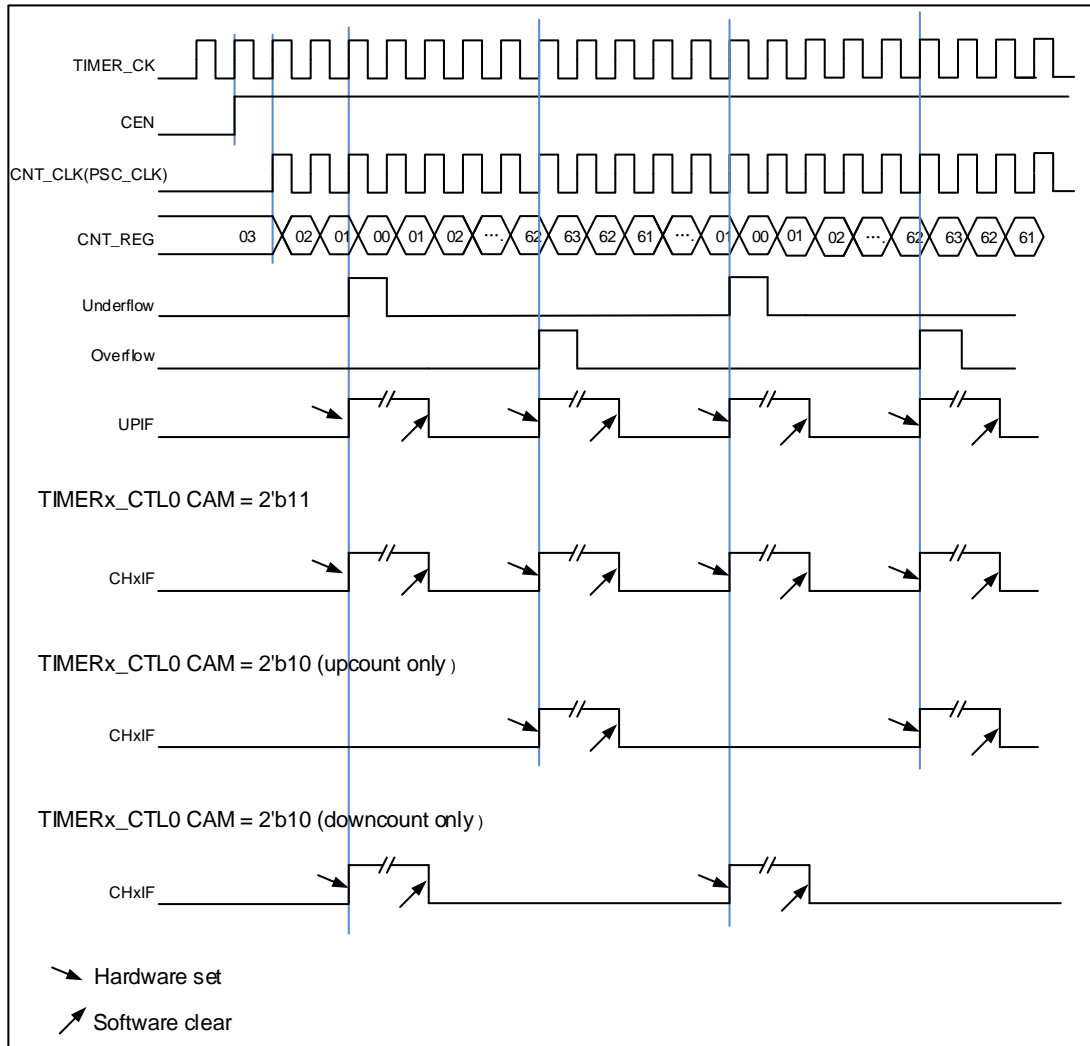 TIMER_CK
CEN
CNT_CLK(PSC_CLK)
CNT_REG 03 02 01 00 01 02 .... 62 63 62 61 .... 01 00 01 02 .... 62 63 62 61
Underflow
Overflow
UPIF
TIMERx_CTL0 CAM = 2'b11
CHxIF
TIMERx_CTL0 CAM = 2'b10 (upcount only）
CHxIF
TIMERx_CTL0 CAM = 2'b10 (downcount only）
CHxIF
Hardware set
Software clear